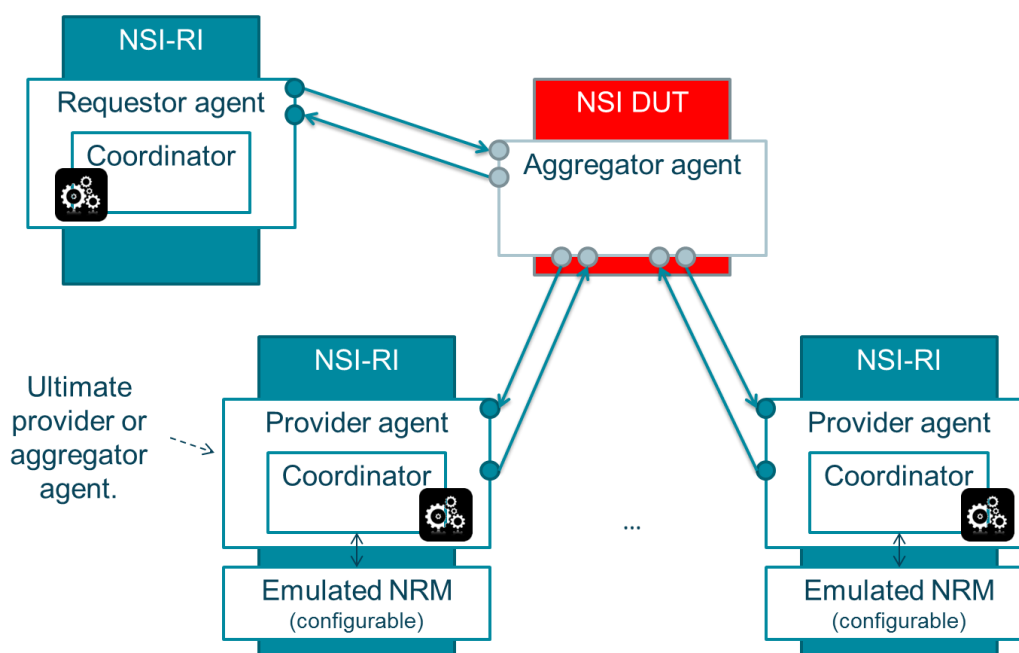 NSI-RI
Requestor agent
Coordinator
NSI DUT
Aggregator agent
Ultimate
provider or
aggregator
agent.
NSI-RI
Provider agent
Coordinator
Emulated NRM
(configurable)
...
NSI-RI
Provider agent
Coordinator
Emulated NRM
(configurable)